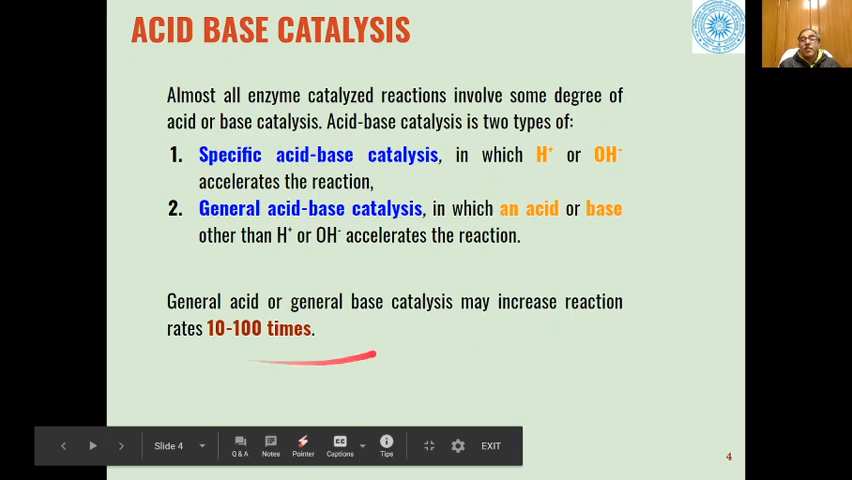 ACID BASE CATALYSIS
Almost all enzyme catalyzed reactions involve some degree of
acid or base catalysis. Acid-base catalysis is two types of:
1. Specific acid-base catalysis, in which H⁺ or OH⁻
accelerates the reaction,
2. General acid-base catalysis, in which an acid or base
other than H⁺ or OH⁻ accelerates the reaction.
General acid or general base catalysis may increase reaction
rates 10-100 times.
Slide 4
Q & A
Notes
Pointer
Captions
Tips
EXIT
4